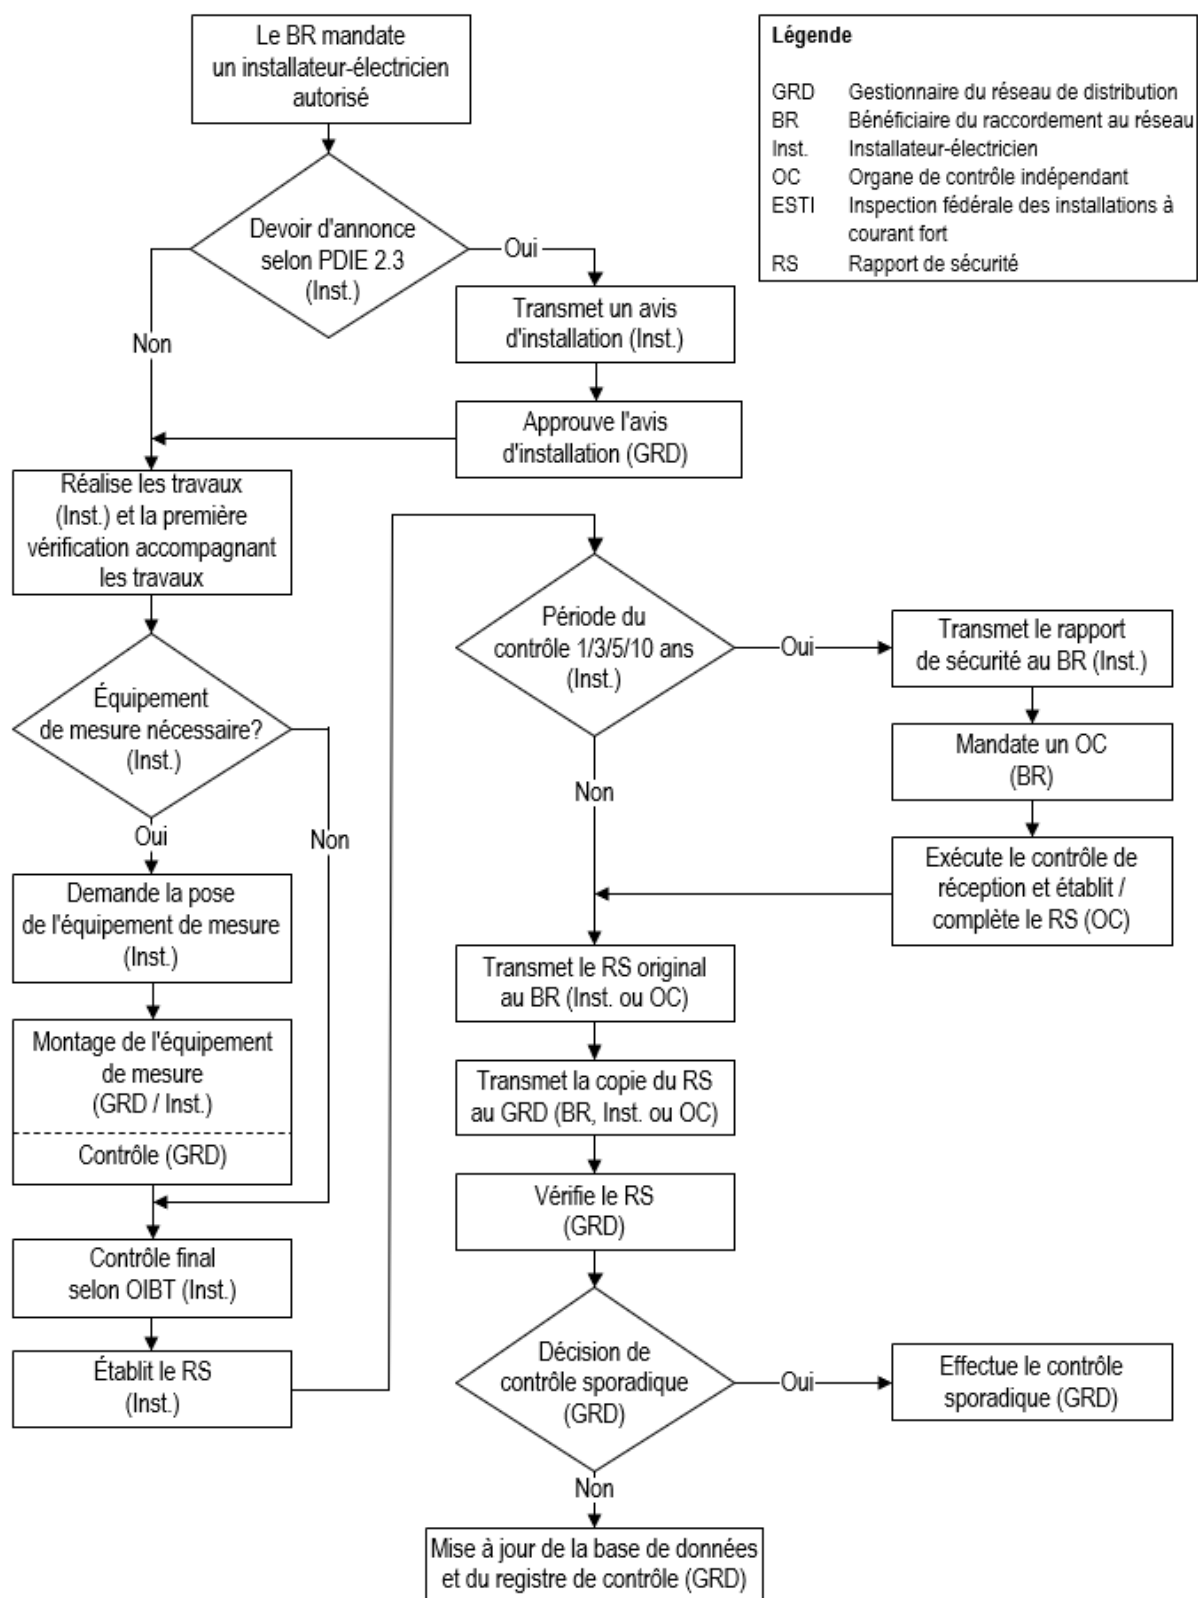 Le BR mandate
un installateur-électricien
autorisé
Légende
GRD Gestionnaire du réseau de distribution
BR Bénéficiaire du raccordement au réseau
Inst. Installateur-électricien
OC Organe de contrôle indépendant
ESTI Inspection fédérale des installations à
courant fort
RS Rapport de sécurité
Devoir d'annonce
selon PDIE 2.3
(Inst.)
Oui
Non
Transmet un avis
d'installation (Inst.)
Approuve l'avis
d'installation (GRD)
Réalise les travaux
(Inst.) et la première
vérification accompagnant
les travaux
Équipement
de mesure nécessaire?
(Inst.)
Oui
Non
Demande la pose
de l'équipement de mesure
(Inst.)
Montage de l'équipement
de mesure
(GRD / Inst.)
Contrôle (GRD)
Contrôle final
selon OIBT (Inst.)
Établit le RS
(Inst.)
Période du
contrôle 1/3/5/10 ans
(Inst.)
Oui
Non
Transmet le rapport
de sécurité au BR (Inst.)
Mandate un OC
(BR)
Exécute le contrôle de
réception et établit /
complète le RS (OC)
Transmet le RS original
au BR (Inst. ou OC)
Transmet la copie du RS
au GRD (BR, Inst. ou OC)
Vérifie le RS
(GRD)
Décision de
contrôle sporadique
(GRD)
Oui
Effectue le contrôle
sporadique (GRD)
Non
Mise à jour de la base de données
et du registre de contrôle (GRD)